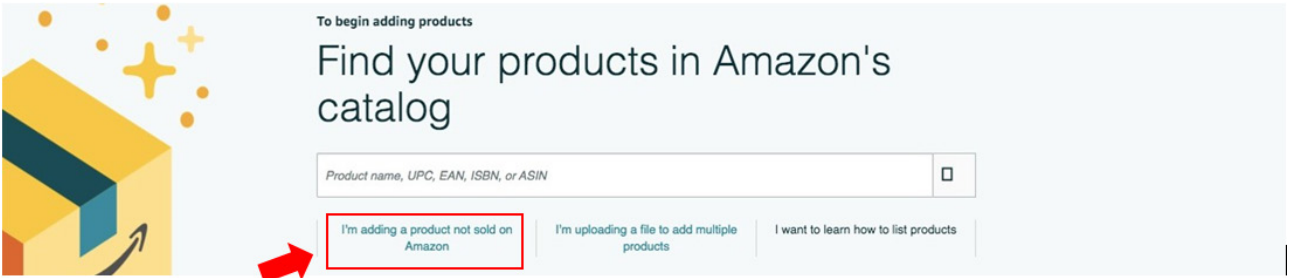 To begin adding products
Find your products in Amazon's
catalog
Product name, UPC, EAN, ISBN, or ASIN
I'm adding a product not sold on
Amazon
I'm uploading a file to add multiple
products
I want to learn how to list products